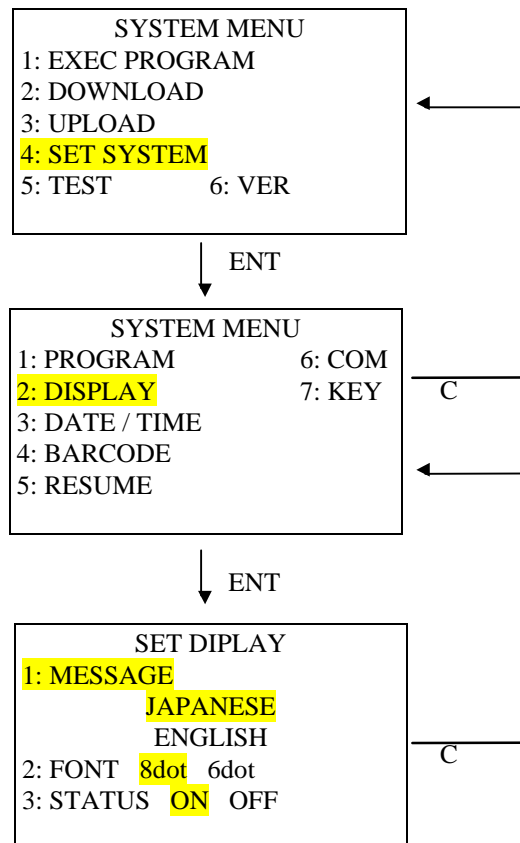 SYSTEM MENU
1: EXEC PROGRAM
2: DOWNLOAD
3: UPLOAD
4: SET SYSTEM
5: TEST 6: VER
ENT
SYSTEM MENU
1: PROGRAM 6: COM
2: DISPLAY 7: KEY
C
3: DATE / TIME
4: BARCODE
5: RESUME
ENT
SET DIPLAY
1: MESSAGE
JAPANESE
ENGLISH
C
2: FONT 8dot 6dot
3: STATUS ON OFF